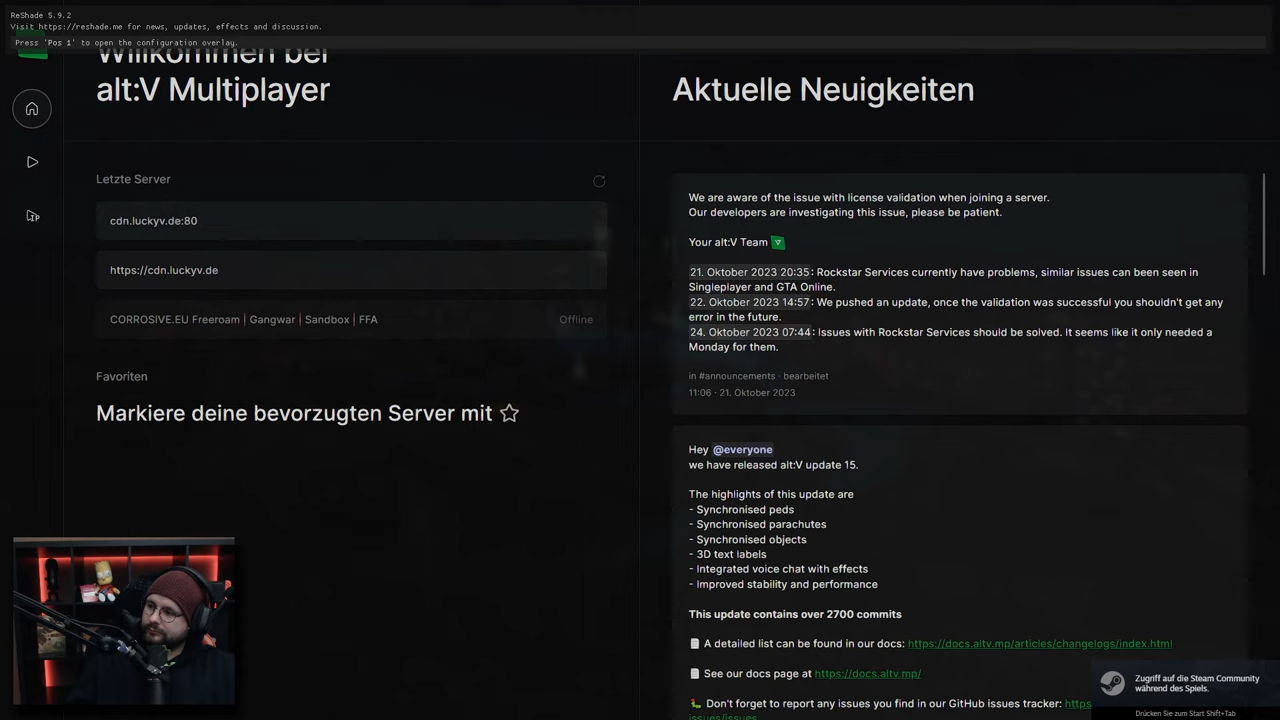 ReShade 5.9.2
Visit https://reshade.me for news, updates, effects and discussion.
Press 'Pos 1' to open the configuration overlay.
Willkommen bei
alt:V Multiplayer
Letzte Server
cdn.luckyv.de:80
https://cdn.luckyv.de
CORROSIVE.EU Freeroam | Gangwar | Sandbox | FFA
Offline
Favoriten
Markiere deine bevorzugten Server mit
Aktuelle Neuigkeiten
We are aware of the issue with license validation when joining a server.
Our developers are investigating this issue, please be patient.
Your alt:V Team
21. Oktober 2023 20:35: Rockstar Services currently have problems, similar issues can been seen in
Singleplayer and GTA Online.
22. Oktober 2023 14:57: We pushed an update, once the validation was successful you shouldn't get any
error in the future.
24. Oktober 2023 07:44: Issues with Rockstar Services should be solved. It seems like it only needed a
Monday for them.
in #announcements · bearbeitet
11:06 · 21. Oktober 2023
Hey @everyone
we have released alt:V update 15.
The highlights of this update are
- Synchronised peds
- Synchronised parachutes
- Synchronised objects
- 3D text labels
- Integrated voice chat with effects
- Improved stability and performance
This update contains over 2700 commits
A detailed list can be found in our docs: https://docs.altv.mp/articles/changelogs/index.html
See our docs page at https://docs.altv.mp/
Don't forget to report any issues you find in our GitHub issues tracker: https
issues/issues
Zugriff auf die Steam Community
während des Spiels.
Drücken Sie zum Start Shift+Tab